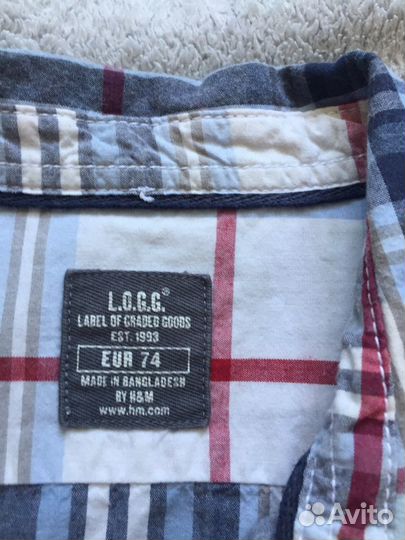 L.O.G.G.®
LABEL OF GRADED GOODS
EST. 1993
EUR 74
MADE IN BANGLADESH
BY H&M
www.hm.com
Avito